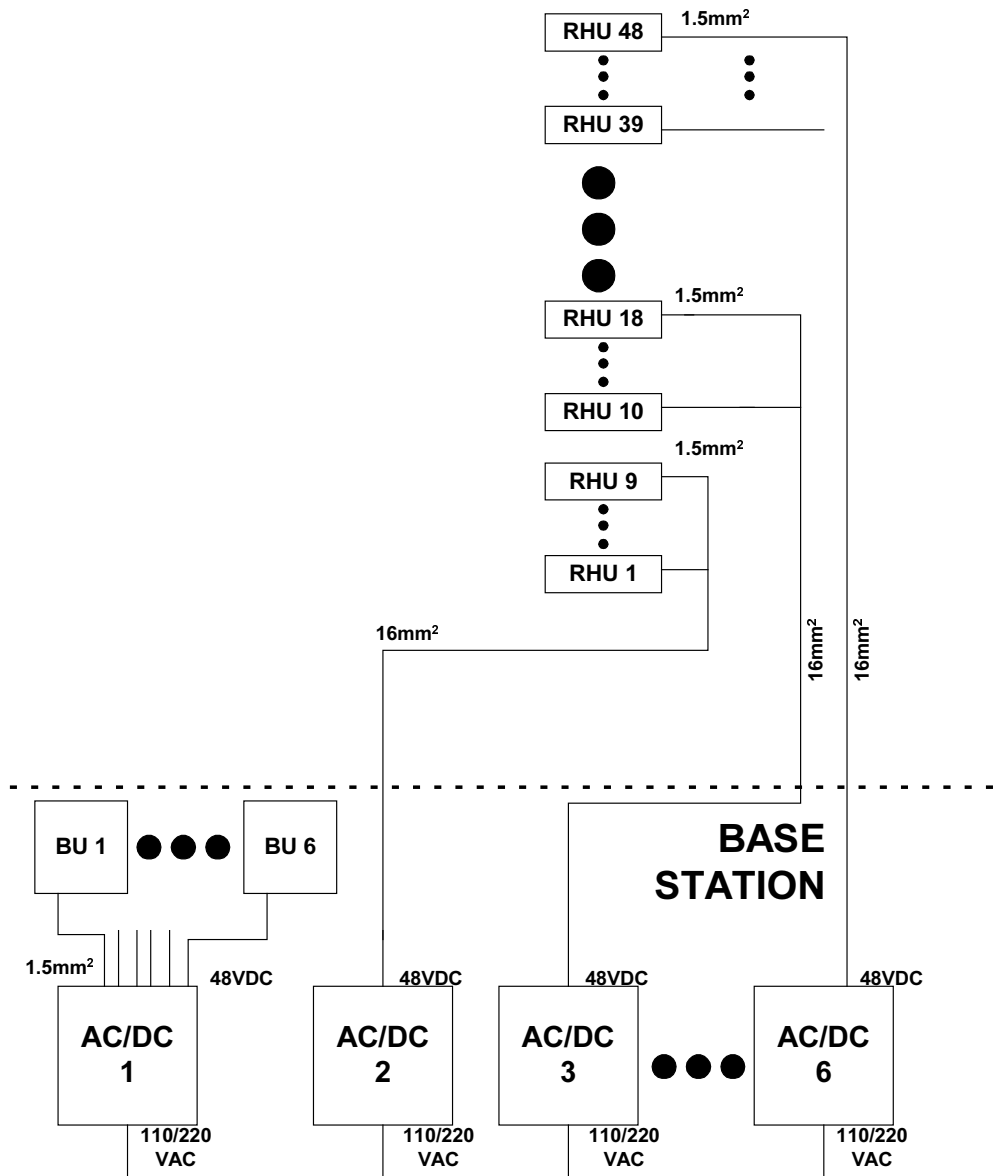 RHU 48
1.5mm²
RHU 39
RHU 18
1.5mm²
RHU 10
1.5mm²
RHU 9
RHU 1
16mm²
16mm²
16mm²
BU 1
BU 6
BASE
STATION
1.5mm²
48VDC
48VDC
48VDC
48VDC
AC/DC
1
AC/DC
2
AC/DC
3
AC/DC
6
110/220
VAC
110/220
VAC
110/220
VAC
110/220
VAC